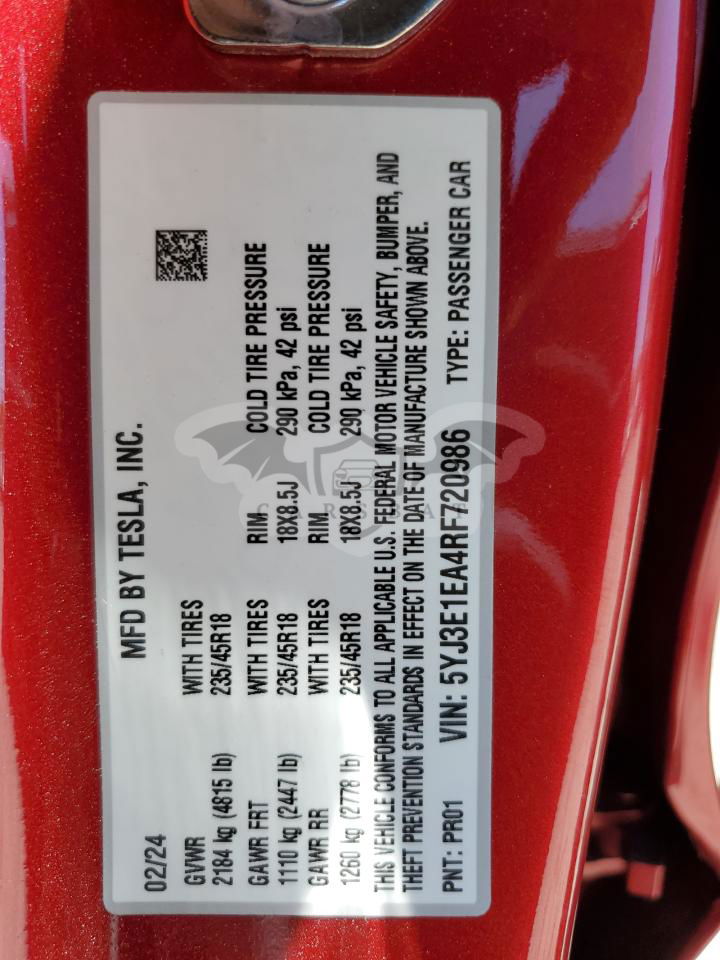 MFD BY TESLA, INC.
02/24
GVWR WITH TIRES
2184 kg (4815 lb) 235/45R18
GAWR FRT WITH TIRES RIM COLD TIRE PRESSURE
1110 kg (2447 lb) 235/45R18 18X8.5J 290 kPa, 42 psi
GAWR RR WITH TIRES RIM COLD TIRE PRESSURE
1260 kg (2778 lb) 235/45R18 18X8.5J 290 kPa, 42 psi
THIS VEHICLE CONFORMS TO ALL APPLICABLE U.S. FEDERAL MOTOR VEHICLE SAFETY, BUMPER, AND
THEFT PREVENTION STANDARDS IN EFFECT ON THE DATE OF MANUFACTURE SHOWN ABOVE.
PNT: PR01 VIN: 5YJ3E1EA4RF720986 TYPE: PASSENGER CAR
CARSBAT